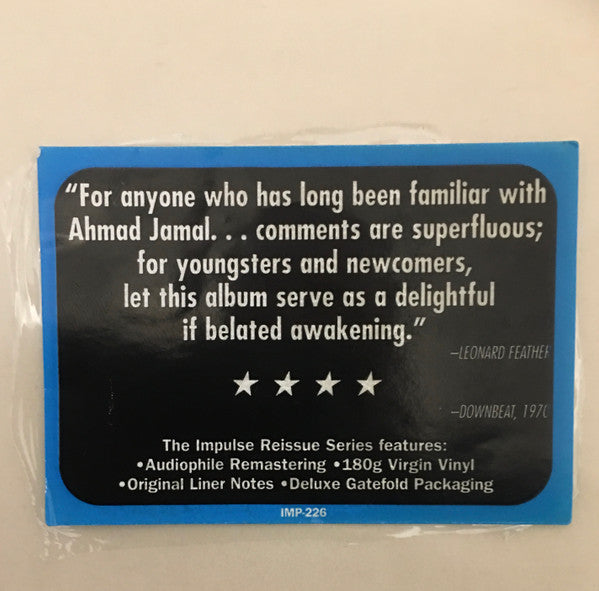 “For anyone who has long been familiar with
Ahmad Jamal. . . comments are superfluous;
for youngsters and newcomers,
let this album serve as a delightful
if belated awakening.”
–LEONARD FEATHER
–DOWNBEAT, 1970
The Impulse Reissue Series features:
•Audiophile Remastering •180g Virgin Vinyl
•Original Liner Notes •Deluxe Gatefold Packaging
IMP-226